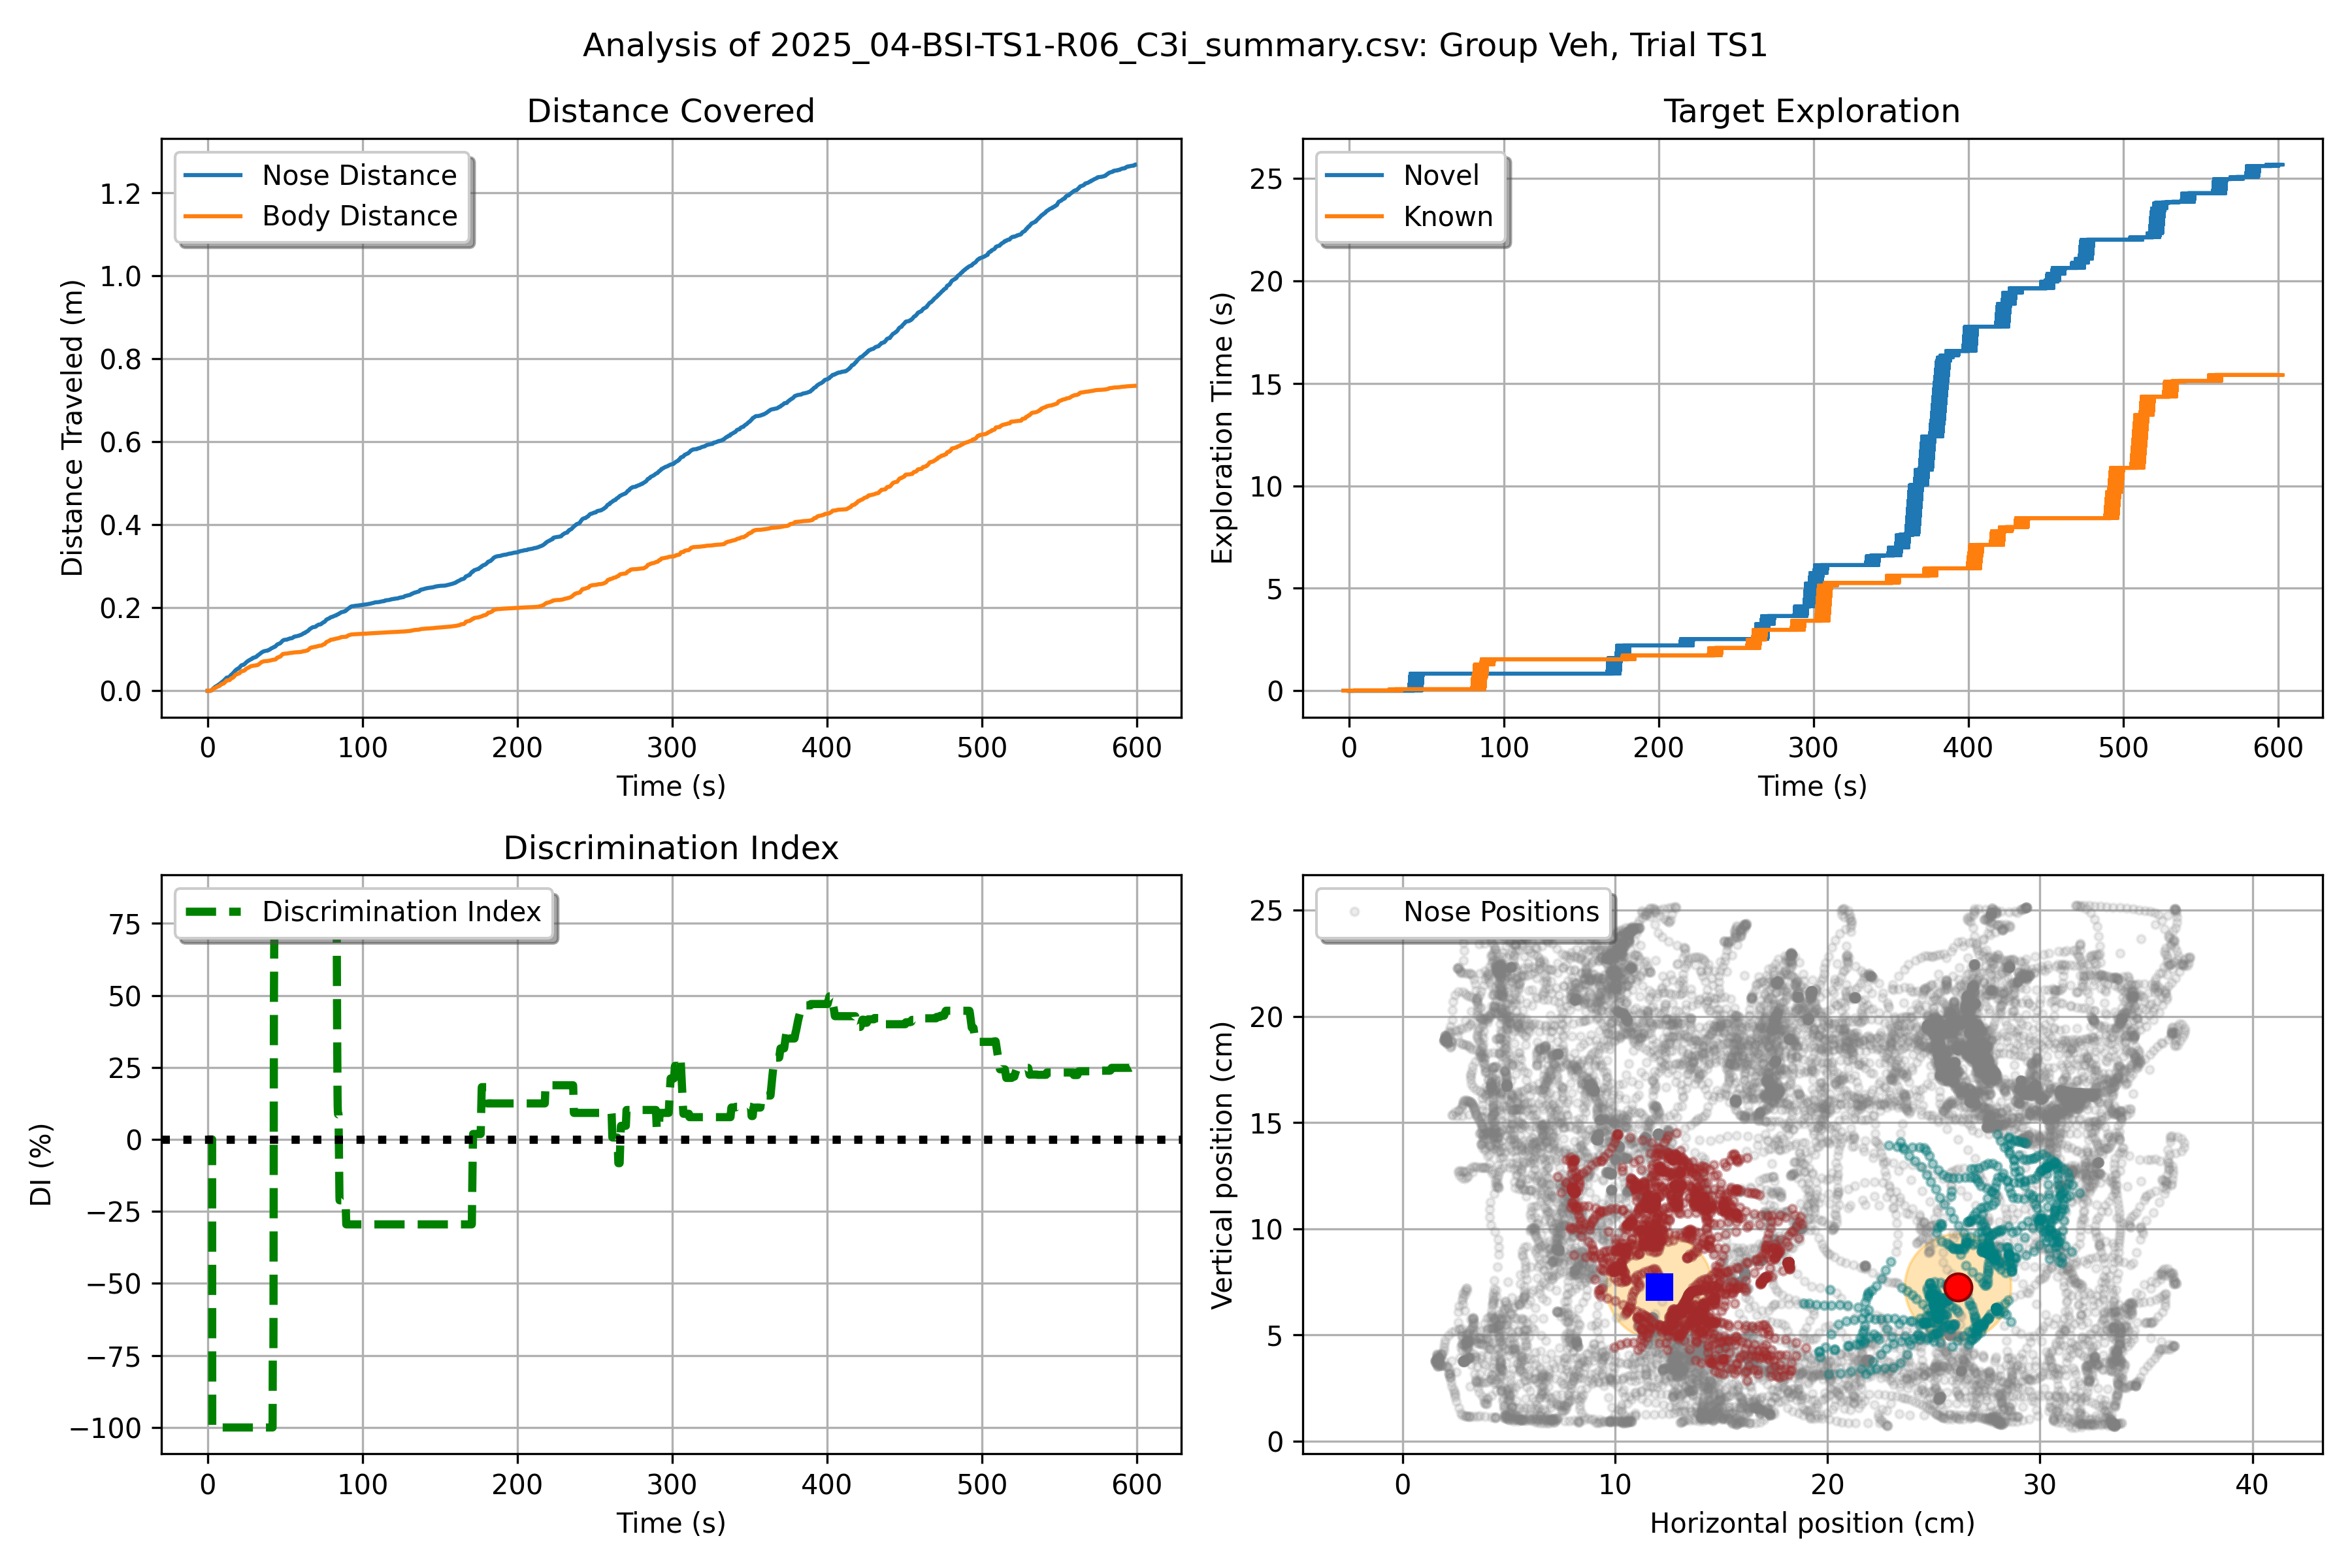 Analysis of 2025_04-BSI-TS1-R06_C3i_summary.csv: Group Veh, Trial TS1
Distance Covered
Nose Distance
Body Distance
Distance Traveled (m)
1.2
1.0
0.8
0.6
0.4
0.2
0.0
0 100 200 300 400 500 600
Time (s)
Target Exploration
Novel
Known
Exploration Time (s)
25
20
15
10
5
0
0 100 200 300 400 500 600
Time (s)
Discrimination Index
Discrimination Index
DI (%)
75
50
25
0
−25
−50
−75
−100
0 100 200 300 400 500 600
Time (s)
Nose Positions
Vertical position (cm)
25
20
15
10
5
0
0 10 20 30 40
Horizontal position (cm)